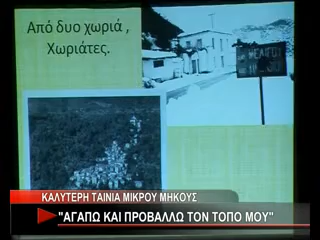 Από δυο χωριά ,
Χωριάτες.
ΚΑΛΥΤΕΡΗ ΤΑΙΝΙΑ ΜΙΚΡΟΥ ΜΗΚΟΥΣ
"ΑΓΑΠΩ ΚΑΙ ΠΡΟΒΑΛΛΩ ΤΟΝ ΤΟΠΟ ΜΟΥ"